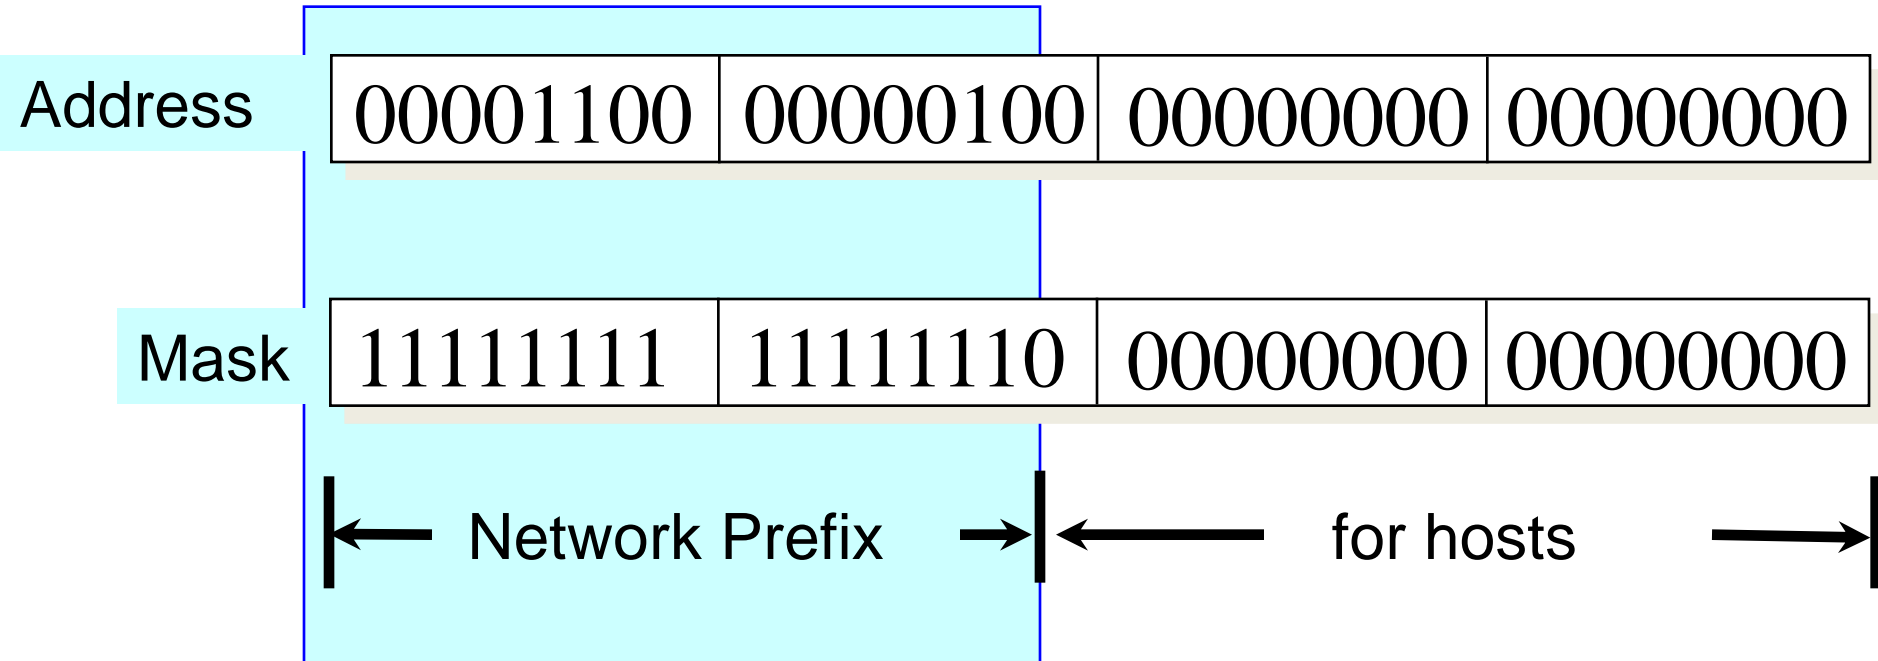 Address 00001100 00000100 00000000 00000000
Mask 11111111 11111110 00000000 00000000
Network Prefix for hosts